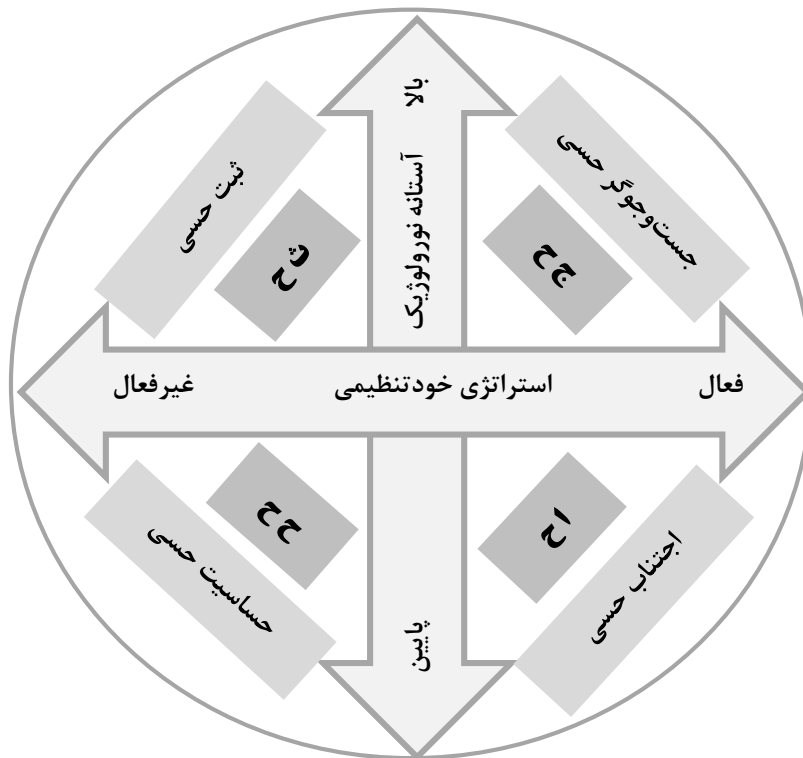 بالا
جست‌وجوگر حسی
ثبت حسی
ج ح
ث ح
آستانه نورولوژیک
فعال
استراتژی خودتنظیمی
غیرفعال
اح
ح ح
اجتناب حسی
حساسیت حسی
پایین